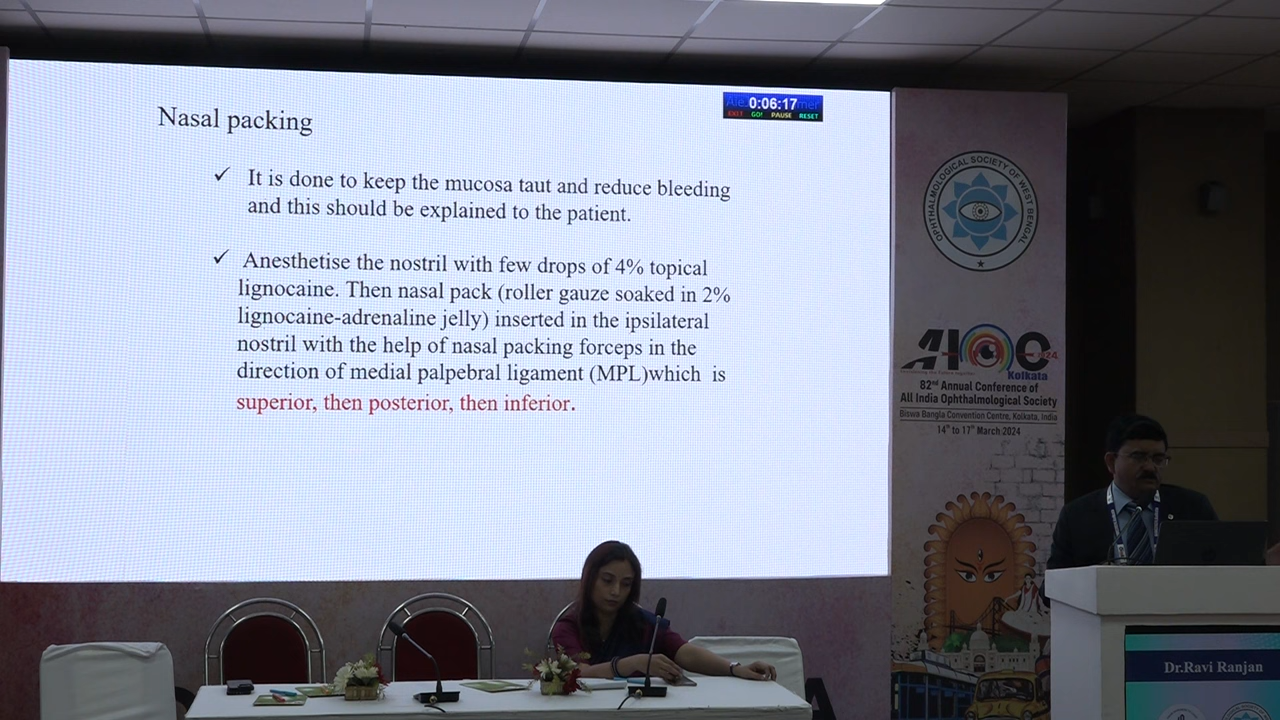 Nasal packing
0:06:17
EXIT GO! PAUSE RESET
✓ It is done to keep the mucosa taut and reduce bleeding
and this should be explained to the patient.
✓ Anesthetise the nostril with few drops of 4% topical
lignocaine. Then nasal pack (roller gauze soaked in 2%
lignocaine-adrenaline jelly) inserted in the ipsilateral
nostril with the help of nasal packing forceps in the
direction of medial palpebral ligament (MPL)which is
superior, then posterior, then inferior.
OPHTHALMOLOGICAL SOCIETY OF WEST BENGAL
AIOC
2024
Kolkata
82nd Annual Conference of
All India Ophthalmological Society
Biswa Bangla Convention Centre, Kolkata, India
14th to 17th March 2024
Dr.Ravi Ranjan